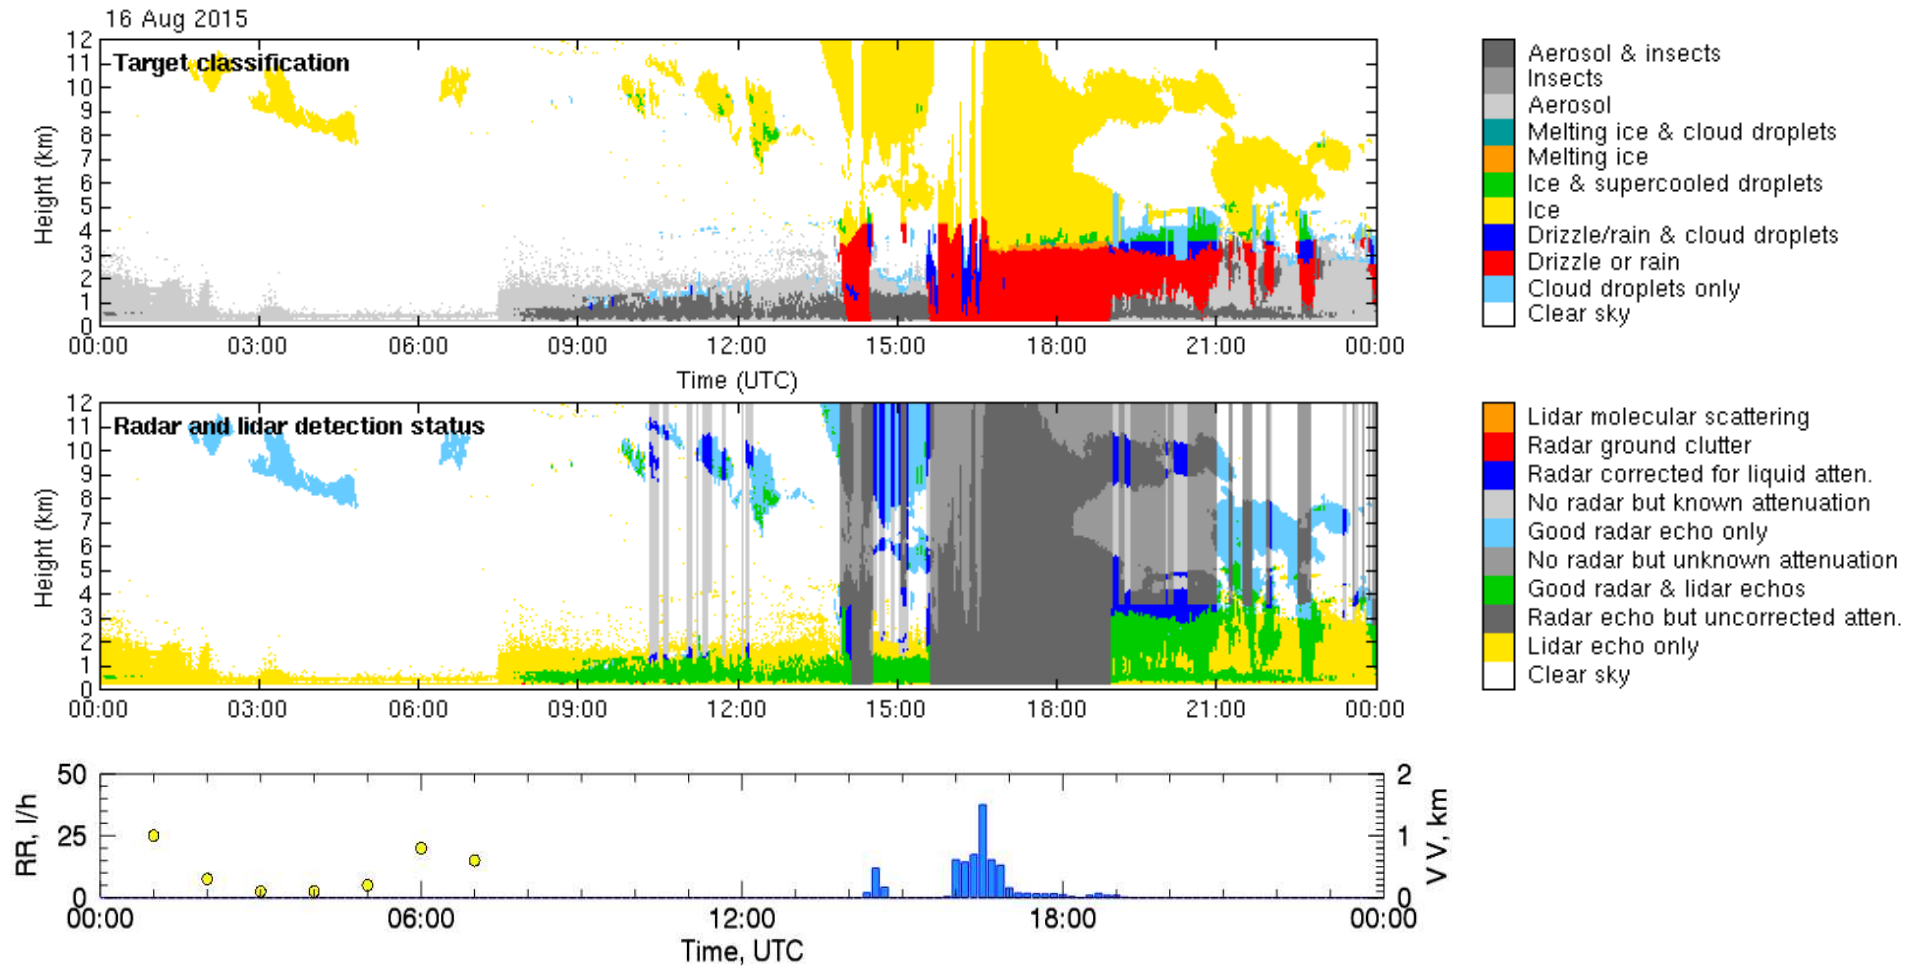 16 Aug 2015
Target classification
12
11
10
9
8
7
6
5
4
3
2
1
0
Height (km)
00:00 03:00 06:00 09:00 12:00 15:00 18:00 21:00 00:00
Time (UTC)
Aerosol & insects
Insects
Aerosol
Melting ice & cloud droplets
Melting ice
Ice & supercooled droplets
Ice
Drizzle/rain & cloud droplets
Drizzle or rain
Cloud droplets only
Clear sky
Radar and lidar detection status
12
11
10
9
8
7
6
5
4
3
2
1
0
Height (km)
00:00 03:00 06:00 09:00 12:00 15:00 18:00 21:00 00:00
Lidar molecular scattering
Radar ground clutter
Radar corrected for liquid atten.
No radar but known attenuation
Good radar echo only
No radar but unknown attenuation
Good radar & lidar echos
Radar echo but uncorrected atten.
Lidar echo only
Clear sky
50
25
0
RR, l/h
2
1
0
V V, km
00:00 06:00 12:00 18:00 00:00
Time, UTC